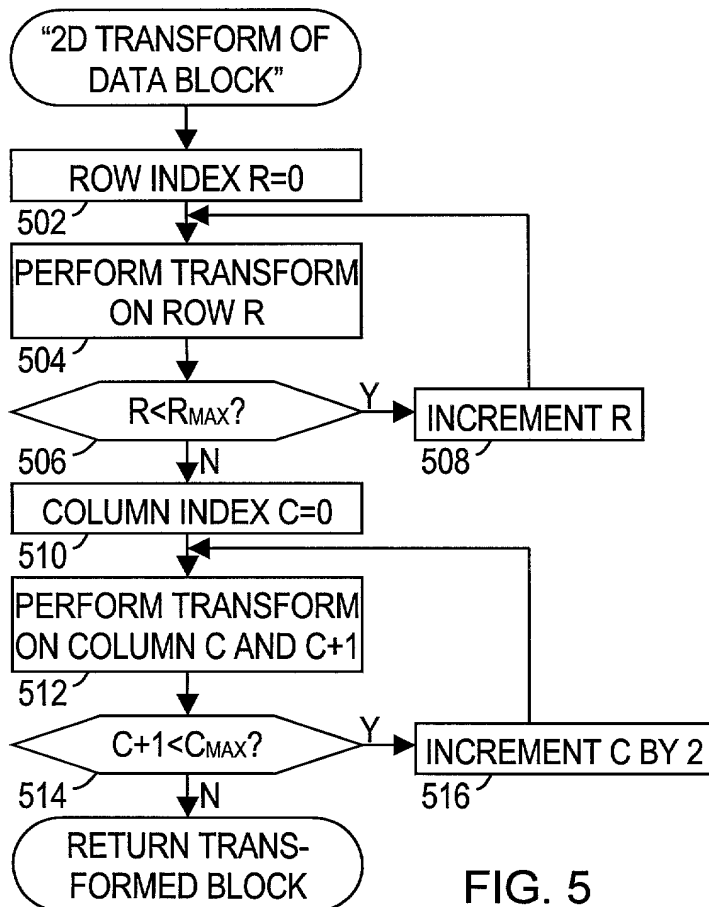 “2D TRANSFORM OF
DATA BLOCK”
ROW INDEX R=0
502
PERFORM TRANSFORM
ON ROW R
504
R<RMAX?
Y
INCREMENT R
506
N
508
COLUMN INDEX C=0
510
PERFORM TRANSFORM
ON COLUMN C AND C+1
512
C+1<CMAX?
Y
INCREMENT C BY 2
514
N
516
RETURN TRANS-
FORMED BLOCK
FIG. 5